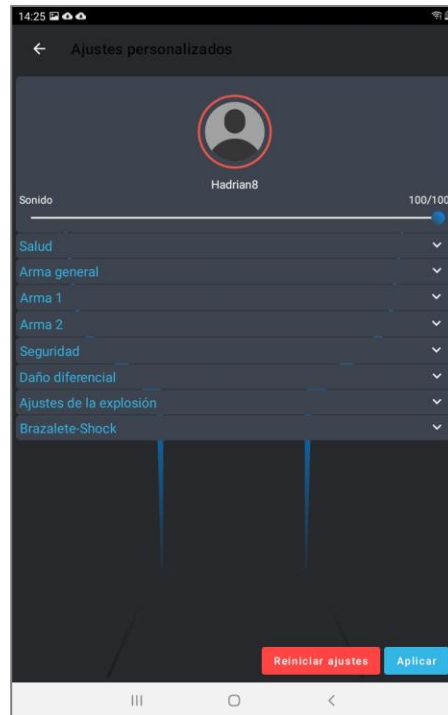 14:25
Ajustes personalizados
Hadrian8
Sonido 100/100
Salud
Arma general
Arma 1
Arma 2
Seguridad
Daño diferencial
Ajustes de la explosión
Brazalete-Shock
Reiniciar ajustes Aplicar